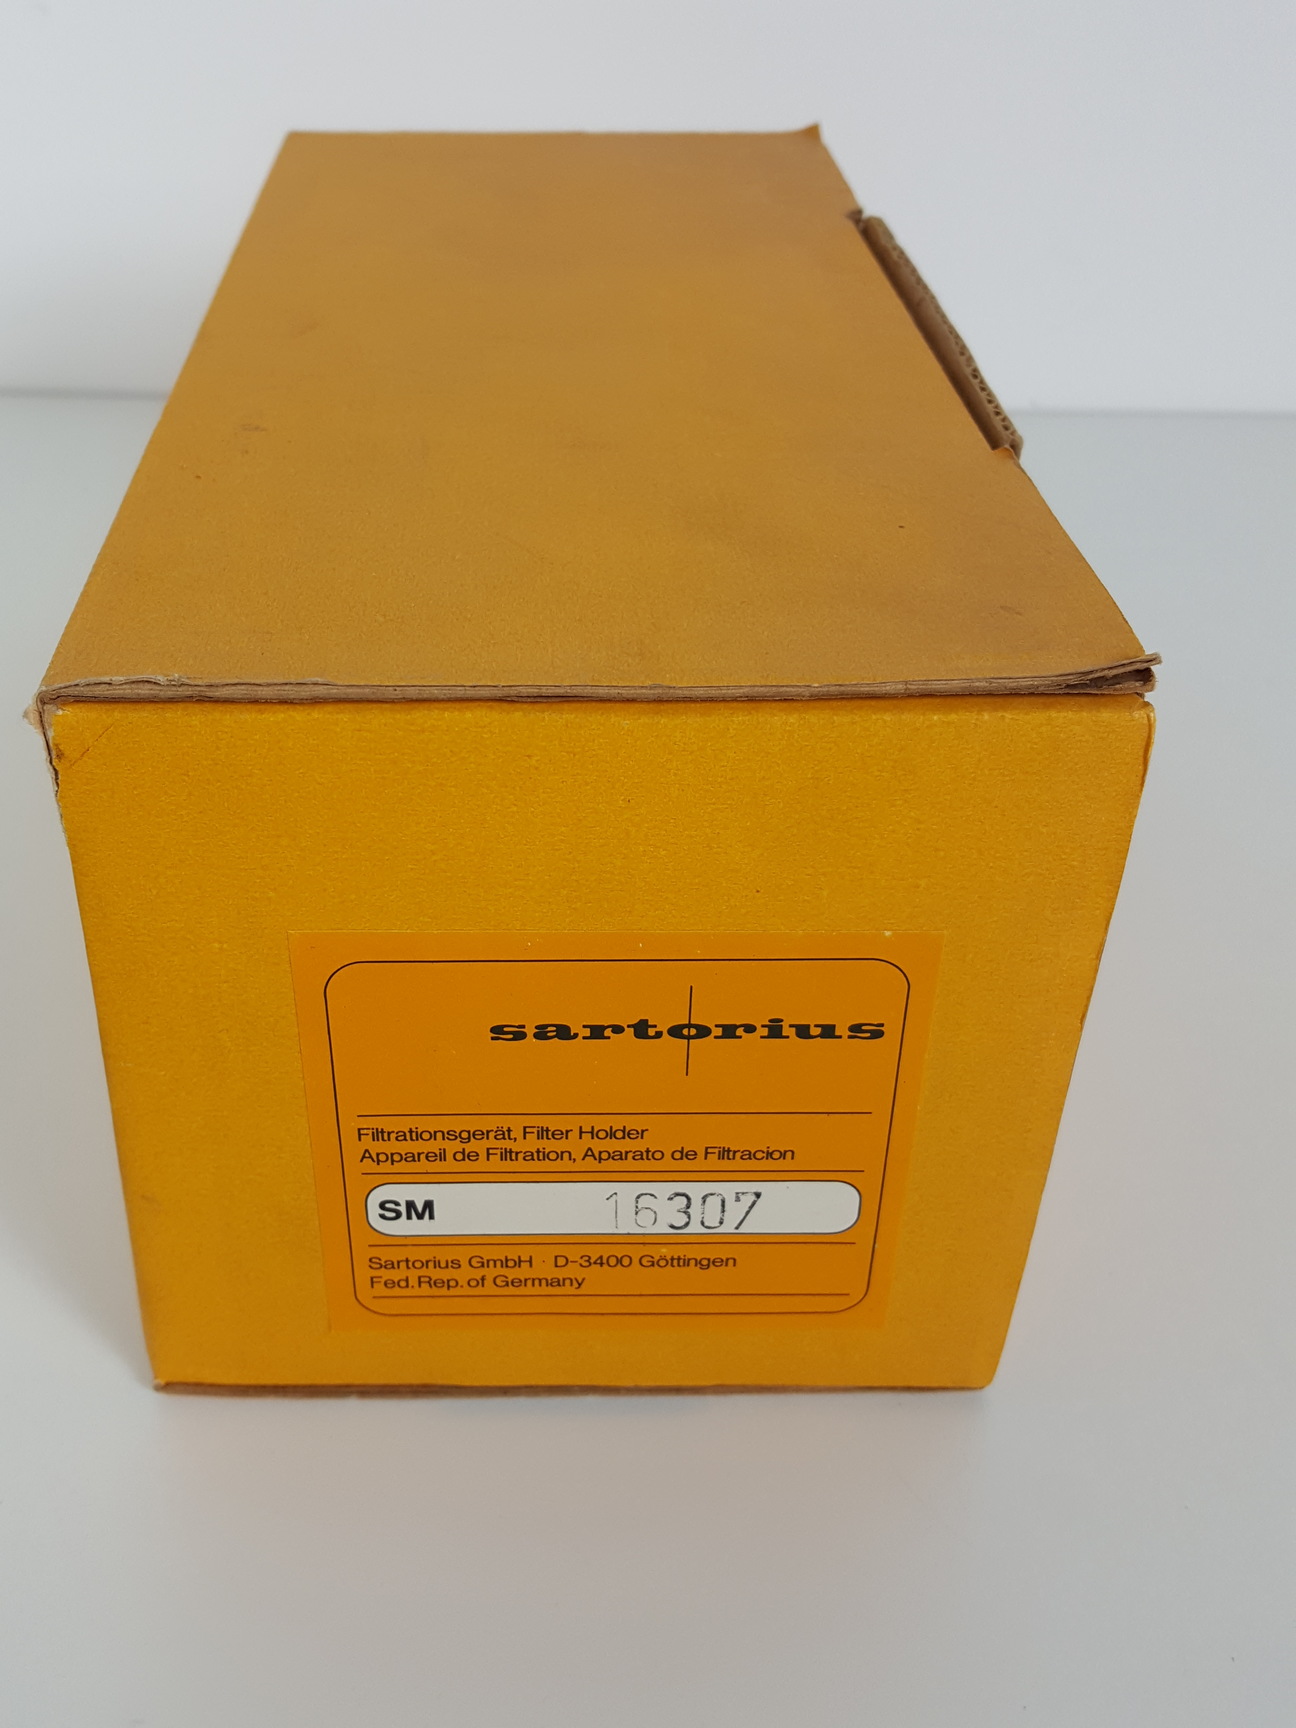 sartorius
Filtrationsgerät, Filter Holder
Appareil de Filtration, Aparato de Filtracion
SM 16307
Sartorius GmbH · D-3400 Göttingen
Fed. Rep. of Germany